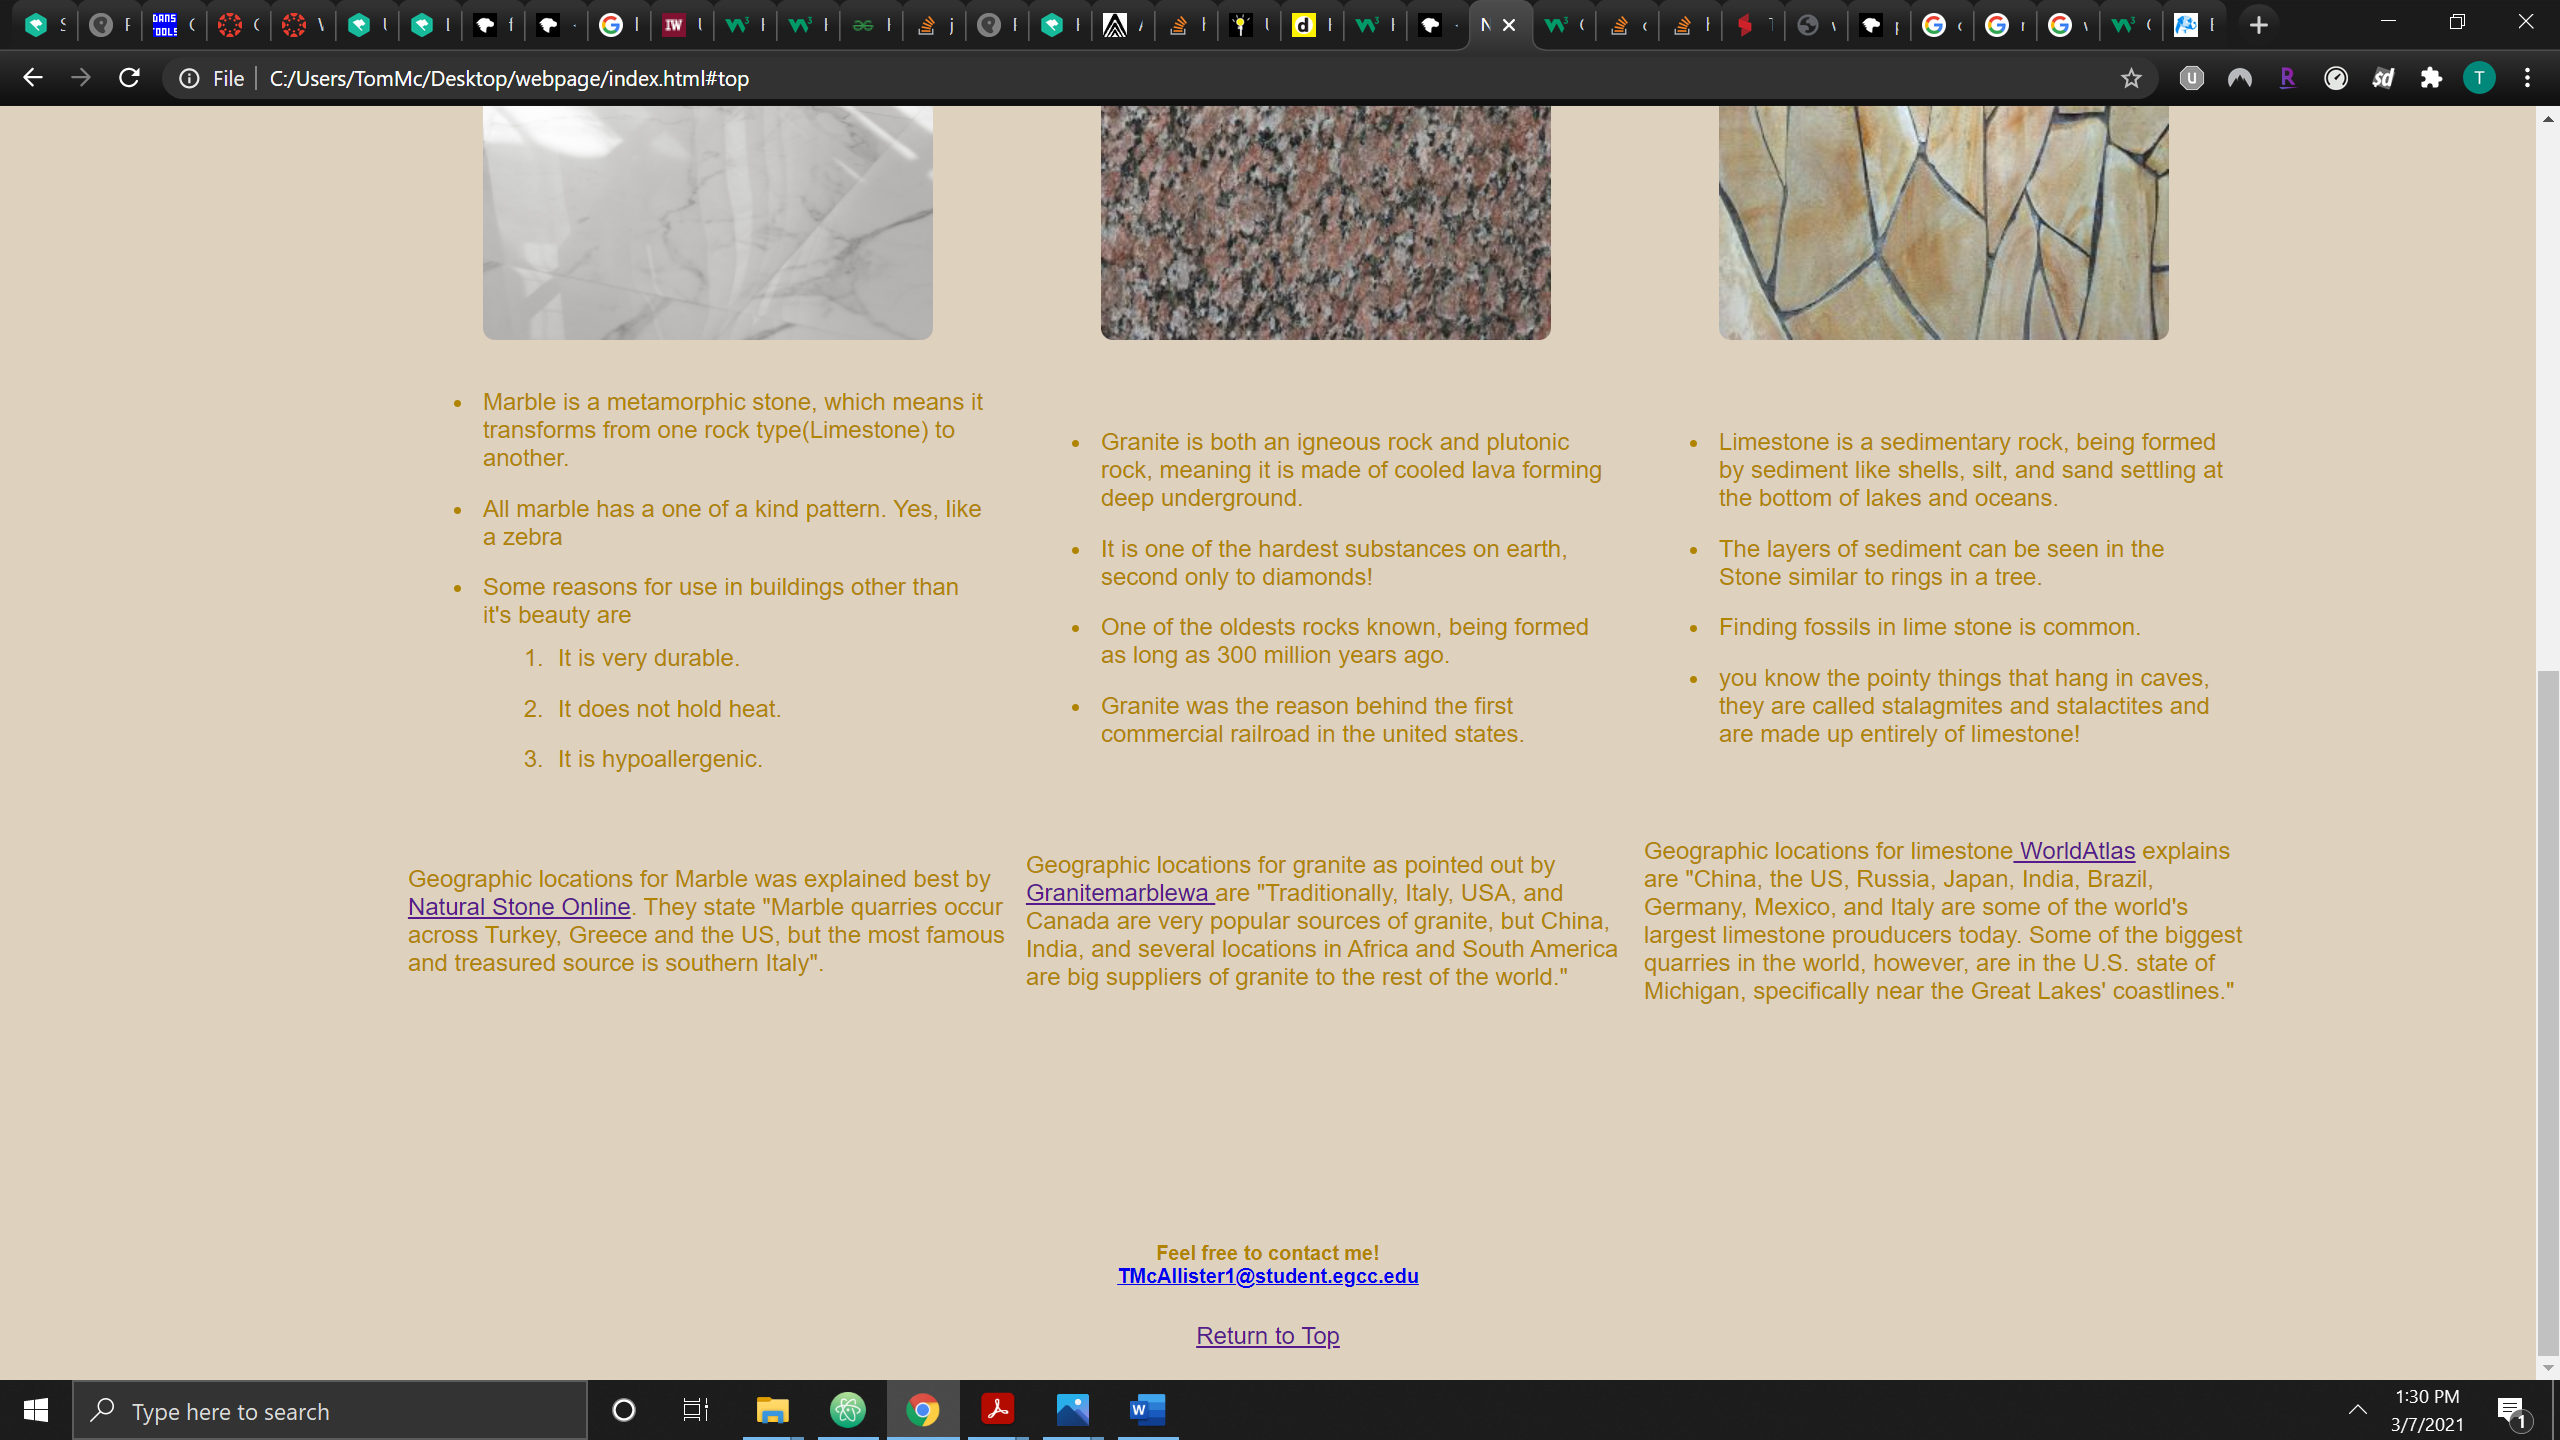 File
C:/Users/TomMc/Desktop/webpage/index.html#top
Marble is a metamorphic stone, which means it
transforms from one rock type(Limestone) to
another.
All marble has a one of a kind pattern. Yes, like
a zebra
Some reasons for use in buildings other than
it's beauty are
1. It is very durable.
2. It does not hold heat.
3. It is hypoallergenic.
Granite is both an igneous rock and plutonic
rock, meaning it is made of cooled lava forming
deep underground.
It is one of the hardest substances on earth,
second only to diamonds!
One of the oldests rocks known, being formed
as long as 300 million years ago.
Granite was the reason behind the first
commercial railroad in the united states.
Limestone is a sedimentary rock, being formed
by sediment like shells, silt, and sand settling at
the bottom of lakes and oceans.
The layers of sediment can be seen in the
Stone similar to rings in a tree.
Finding fossils in lime stone is common.
you know the pointy things that hang in caves,
they are called stalagmites and stalactites and
are made up entirely of limestone!
Geographic locations for Marble was explained best by
Natural Stone Online. They state "Marble quarries occur
across Turkey, Greece and the US, but the most famous
and treasured source is southern Italy".
Geographic locations for granite as pointed out by
Granitemarblewa are "Traditionally, Italy, USA, and
Canada are very popular sources of granite, but China,
India, and several locations in Africa and South America
are big suppliers of granite to the rest of the world."
Geographic locations for limestone WorldAtlas explains
are "China, the US, Russia, Japan, India, Brazil,
Germany, Mexico, and Italy are some of the world's
largest limestone prouducers today. Some of the biggest
quarries in the world, however, are in the U.S. state of
Michigan, specifically near the Great Lakes' coastlines."
Feel free to contact me!
TMcAllister1@student.egcc.edu
Return to Top
Type here to search
1:30 PM
3/7/2021
1